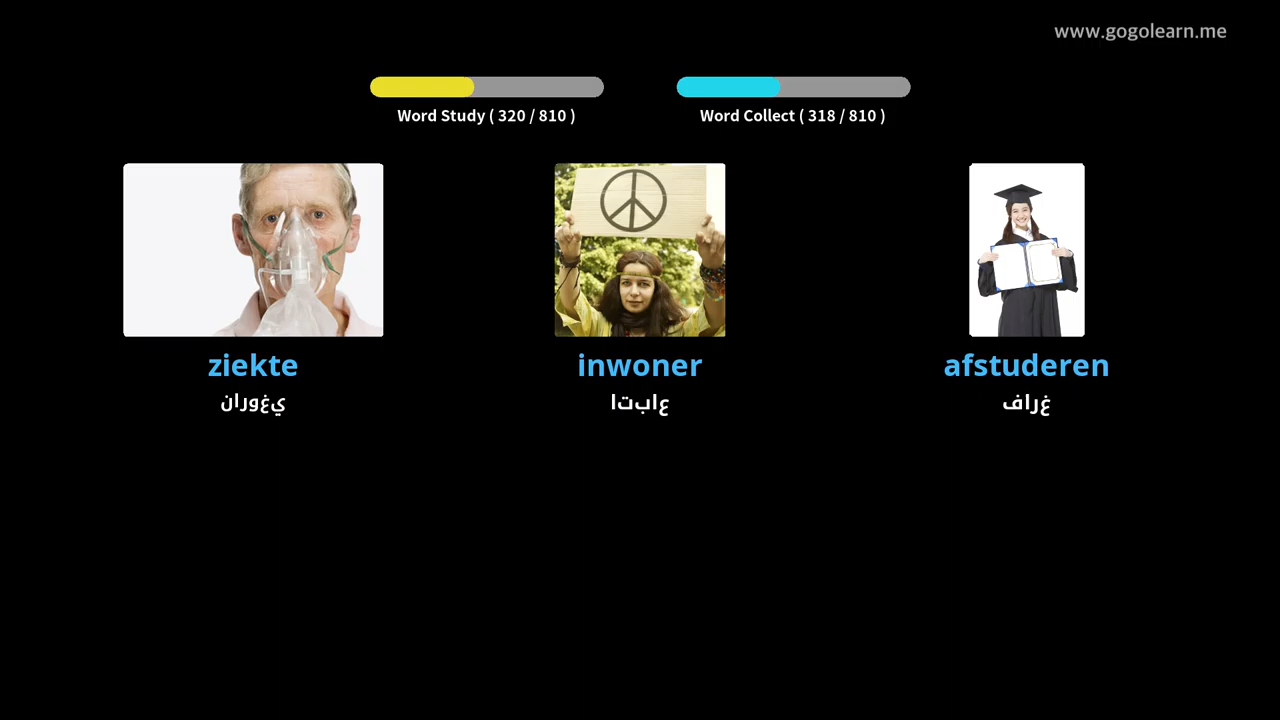 www.gogolearn.me
Word Study ( 320 / 810 )
Word Collect ( 318 / 810 )
ziekte
يغوران
inwoner
عابتا
afstuderen
غراف